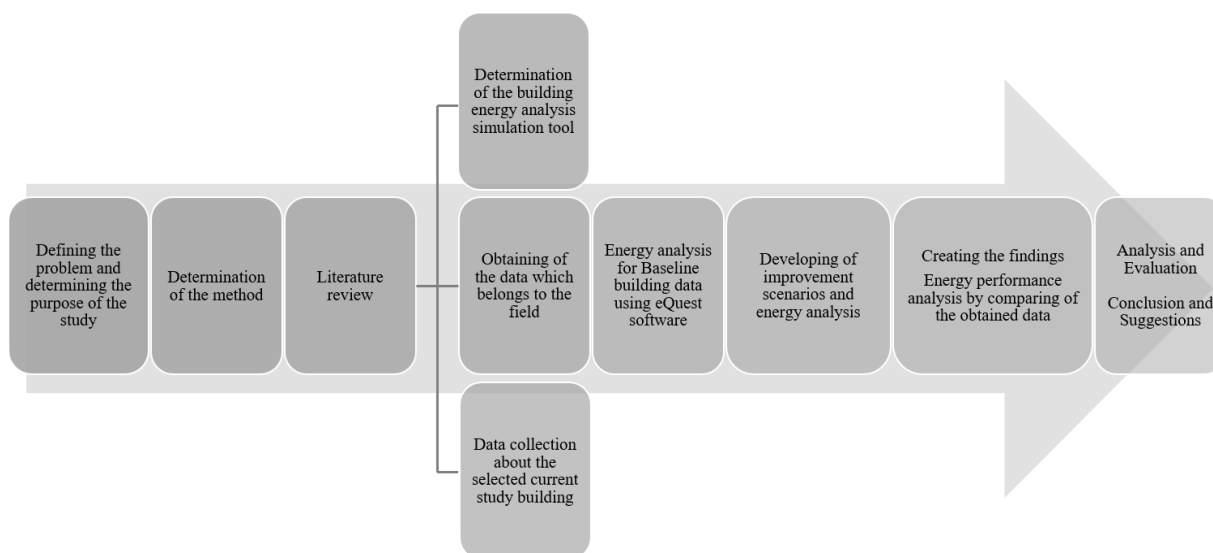 Determination
of the building
energy analysis
simulation tool
Defining the
problem and
determining the
purpose of the
study
Determination
of the method
Literature
review
Obtaining of
the data which
belongs to the
field
Energy analysis
for Baseline
building data
using eQuest
software
Developing of
improvement
scenarios and
energy analysis
Creating the findings
Energy performance
analysis by comparing of
the obtained data
Analysis and
Evaluation
Conclusion and
Suggestions
Data collection
about the
selected current
study building